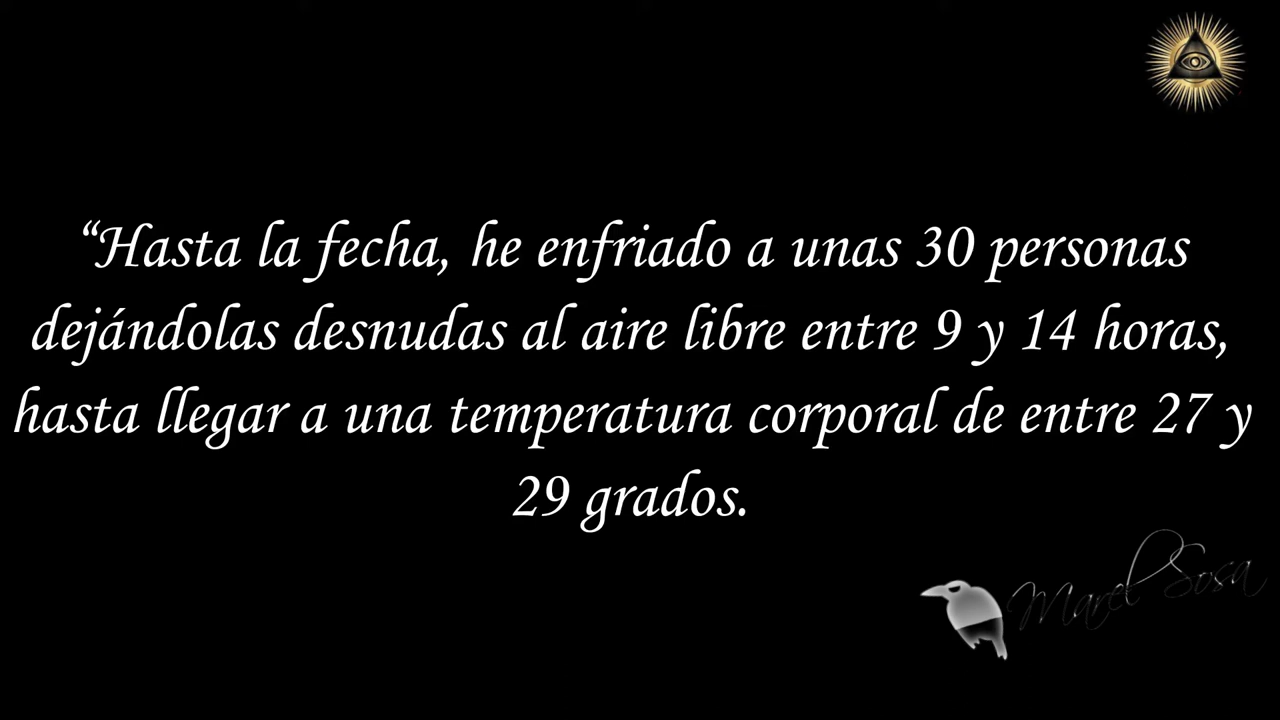 “Hasta la fecha, he enfriado a unas 30 personas
dejándolas desnudas al aire libre entre 9 y 14 horas,
hasta llegar a una temperatura corporal de entre 27 y
29 grados.
Marel Sosa